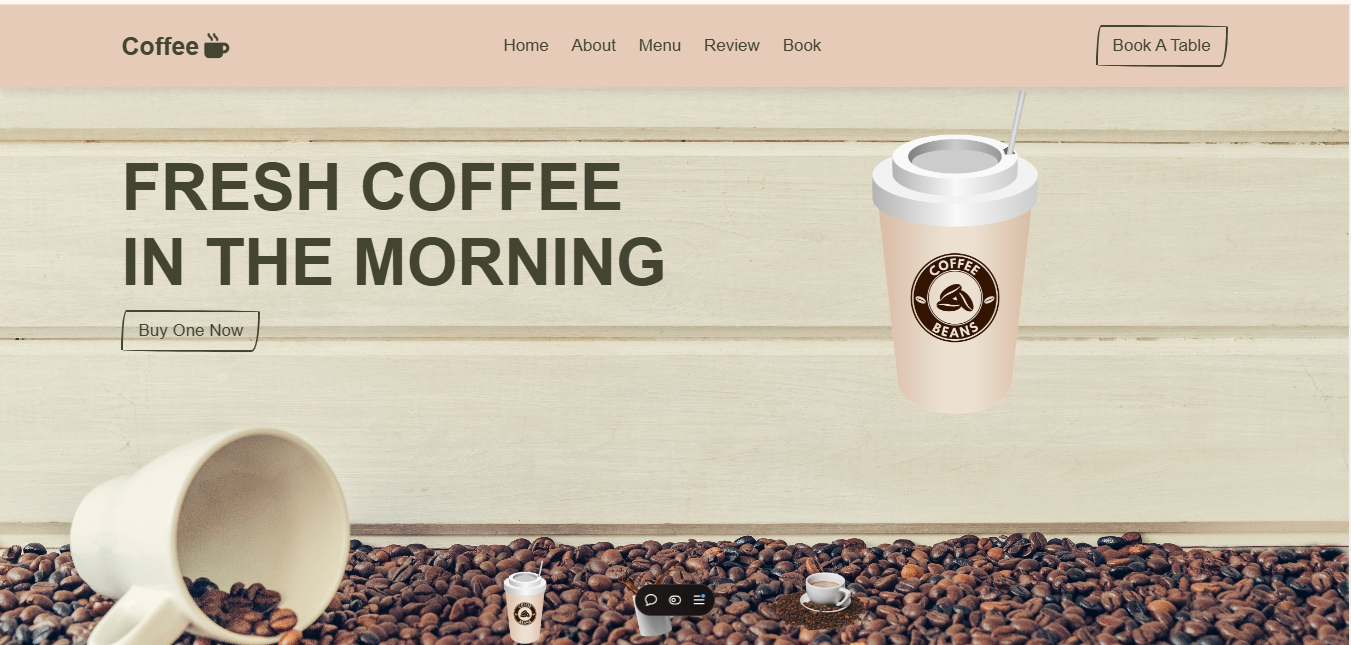 Coffee
Home About Menu Review Book
Book A Table
FRESH COFFEE
IN THE MORNING
Buy One Now
COFFEE
BEANS